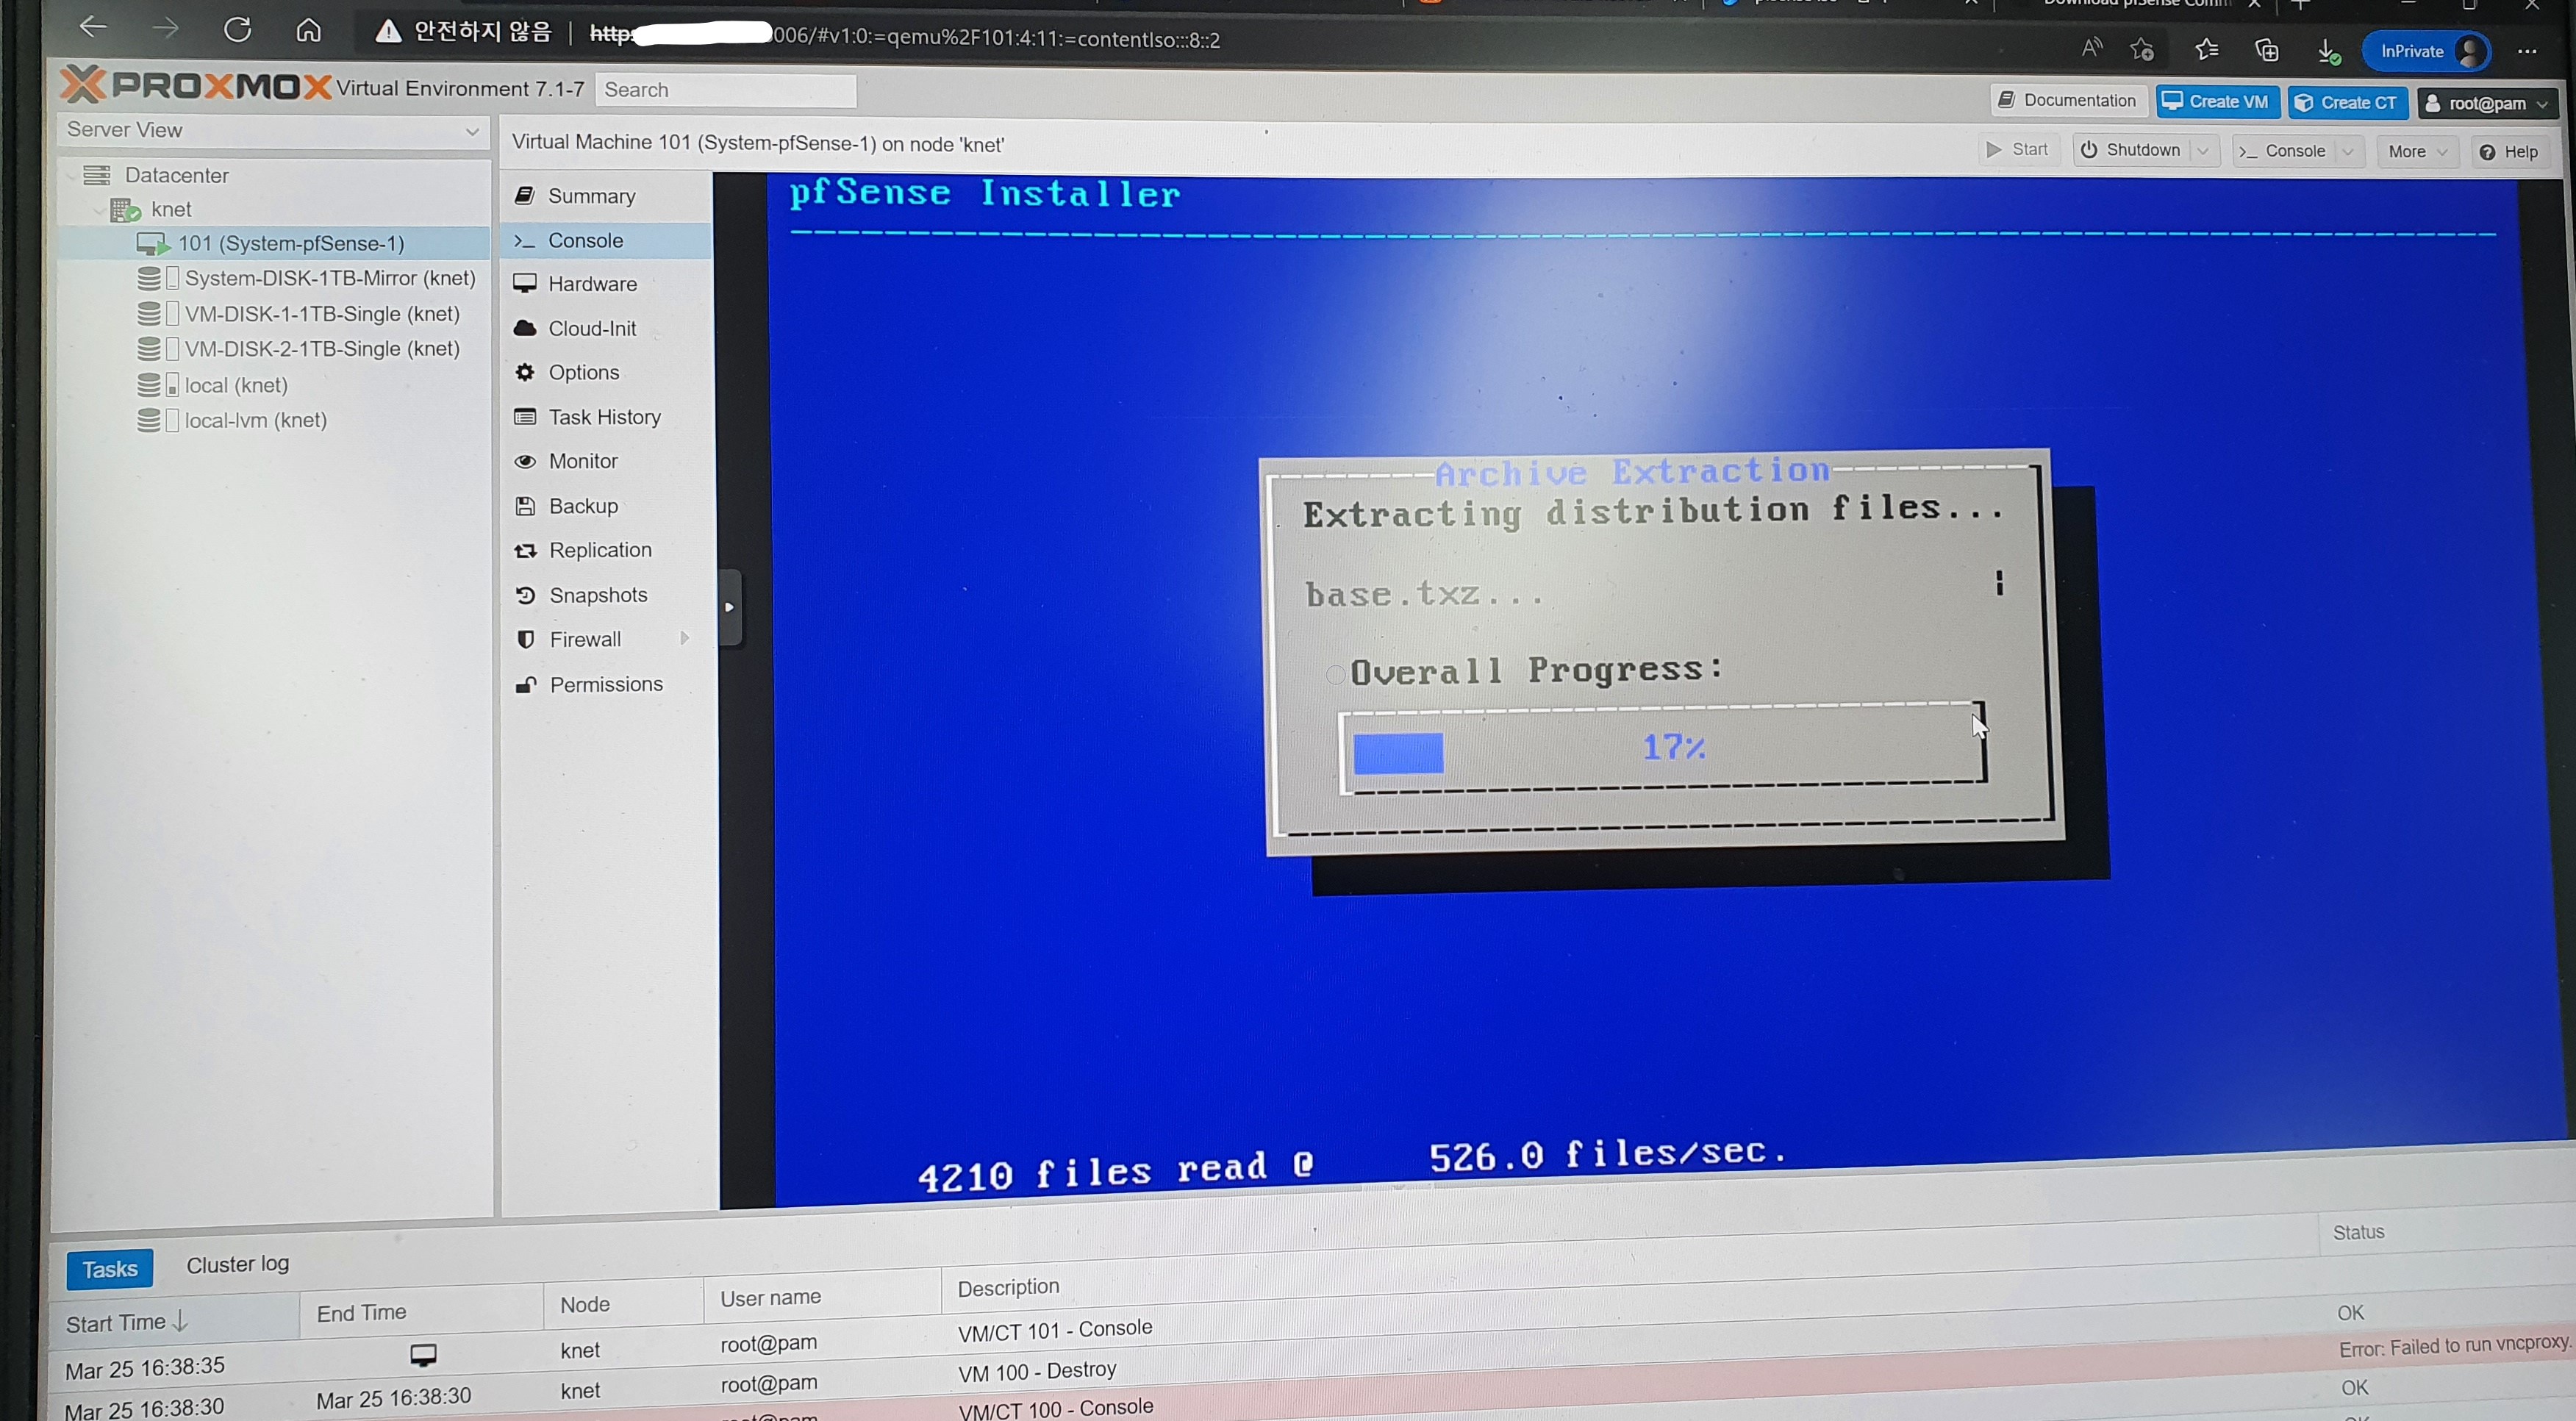 안전하지 않음 | https 006/#v1:0:=qemu%2F101:4:11:=contentIso:::8::2
InPrivate
PROXMOX Virtual Environment 7.1-7
Search
Documentation
Create VM
Create CT
root@pam
Server View
Virtual Machine 101 (System-pfSense-1) on node 'knet'
Start
Shutdown
Console
More
Help
Datacenter
knet
101 (System-pfSense-1)
System-DISK-1TB-Mirror (knet)
VM-DISK-1-1TB-Single (knet)
VM-DISK-2-1TB-Single (knet)
local (knet)
local-lvm (knet)
Summary
Console
Hardware
Cloud-Init
Options
Task History
Monitor
Backup
Replication
Snapshots
Firewall
Permissions
pfSense Installer
Archive Extraction
Extracting distribution files...
base.txz...
Overall Progress:
17%
4210 files read @ 526.0 files/sec.
Tasks
Cluster log
Start Time
End Time
Node
User name
Description
Status
Mar 25 16:38:35
knet
root@pam
VM/CT 101 - Console
Mar 25 16:38:30
Mar 25 16:38:30
knet
root@pam
VM 100 - Destroy
OK
VM/CT 100 - Console
Error: Failed to run vncproxy.
OK